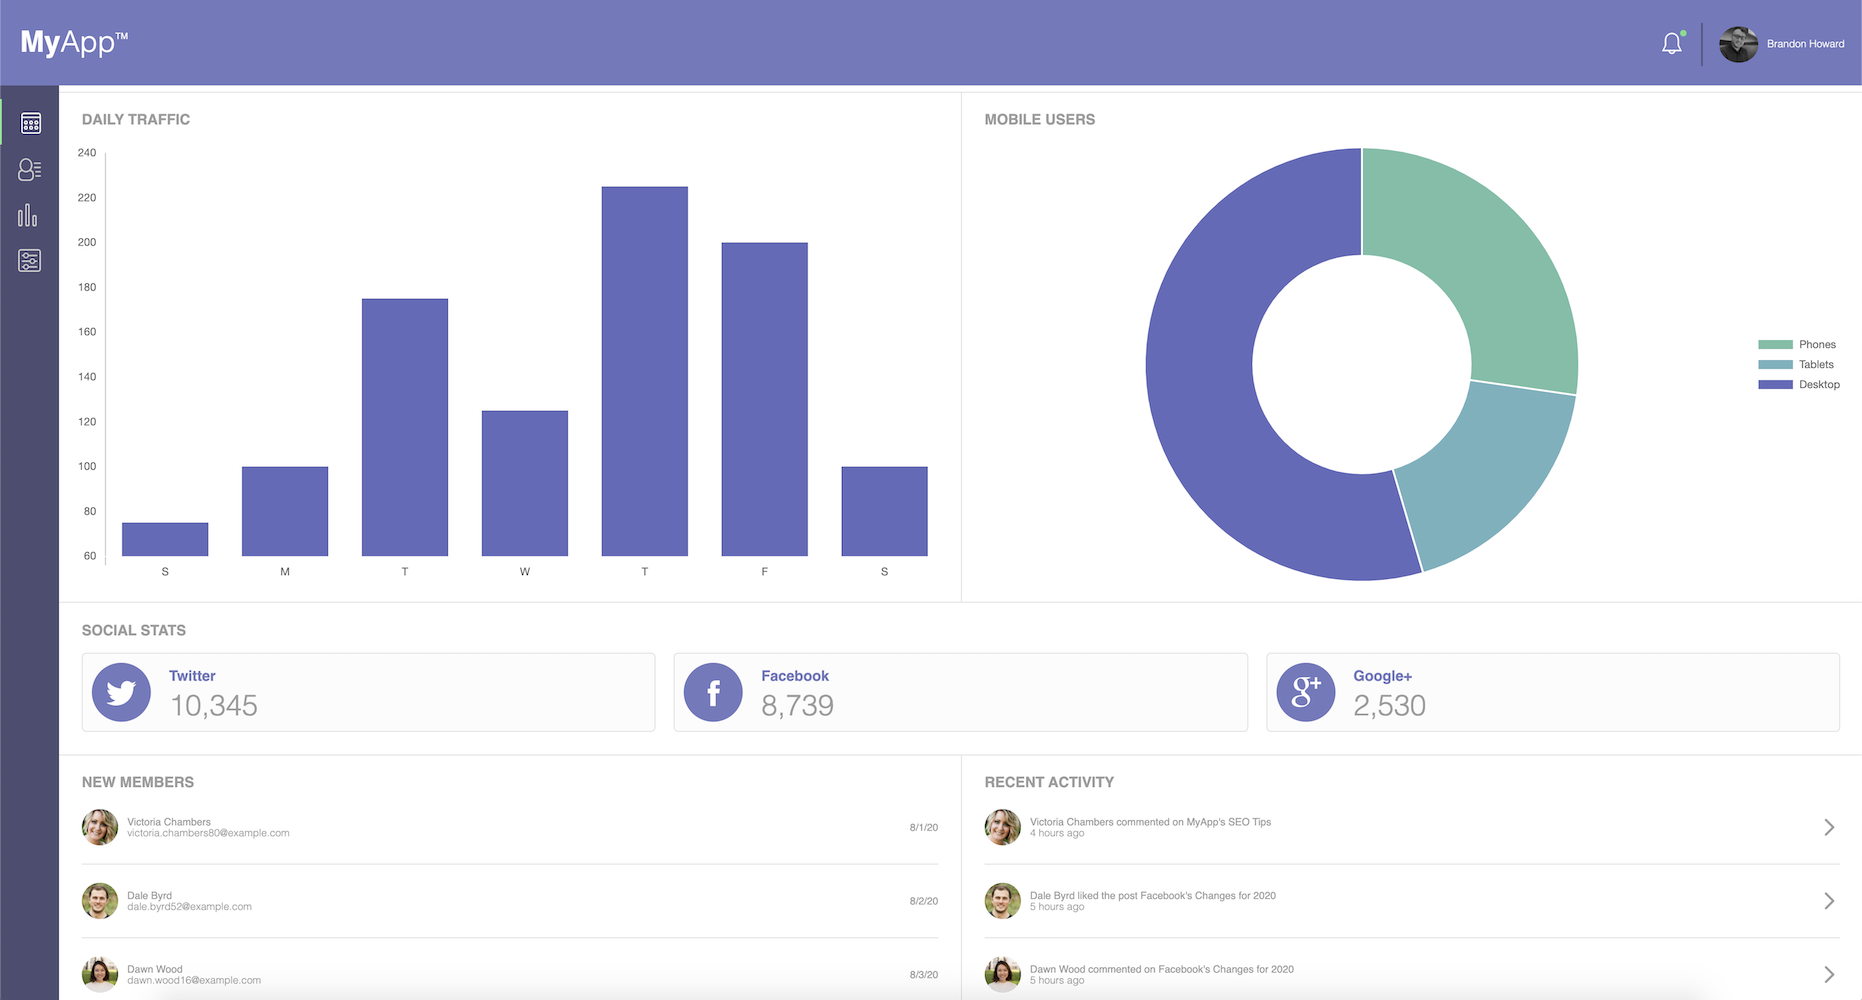 MyApp™
Brandon Howard
DAILY TRAFFIC
240
220
200
180
160
140
120
100
80
60
S M T W T F S
MOBILE USERS
Phones
Tablets
Desktop
SOCIAL STATS
Twitter
10,345
Facebook
8,739
Google+
2,530
NEW MEMBERS
Victoria Chambers
victoria.chambers80@example.com
8/1/20
Dale Byrd
dale.byrd52@example.com
8/2/20
Dawn Wood
dawn.wood16@example.com
8/3/20
RECENT ACTIVITY
Victoria Chambers commented on MyApp's SEO Tips
4 hours ago
Dale Byrd liked the post Facebook's Changes for 2020
5 hours ago
Dawn Wood commented on Facebook's Changes for 2020
5 hours ago